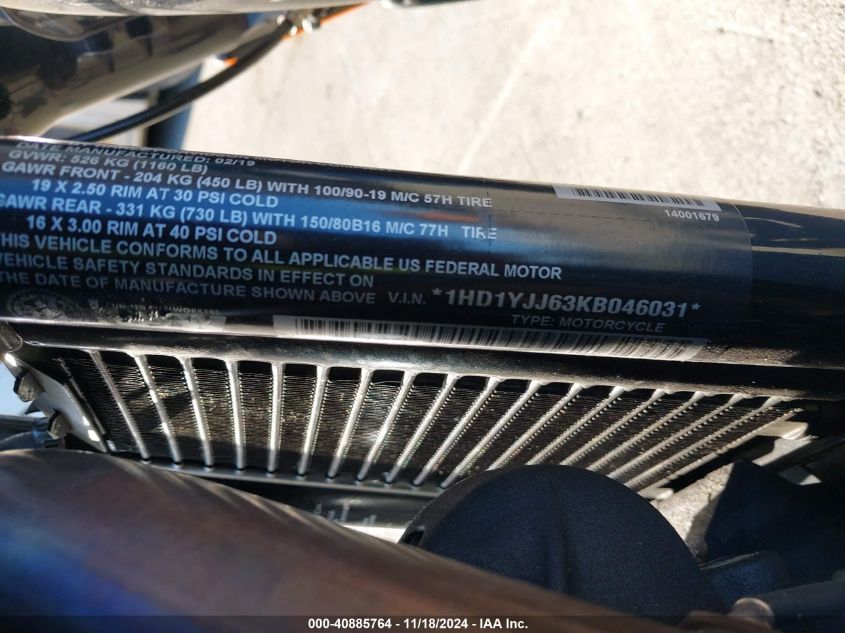 DATE MANUFACTURED: 02/19
GVWR: 526 KG (1160 LB)
GAWR FRONT - 204 KG (450 LB) WITH 100/90-19 M/C 57H TIRE
19 X 2.50 RIM AT 30 PSI COLD
GAWR REAR - 331 KG (730 LB) WITH 150/80B16 M/C 77H TIRE
16 X 3.00 RIM AT 40 PSI COLD
THIS VEHICLE CONFORMS TO ALL APPLICABLE US FEDERAL MOTOR
VEHICLE SAFETY STANDARDS IN EFFECT ON
THE DATE OF MANUFACTURE SHOWN ABOVE V.I.N. *1HD1YJJ63KB046031*
TYPE: MOTORCYCLE
14001679
UNITED
000-40885764 - 11/18/2024 - IAA Inc.